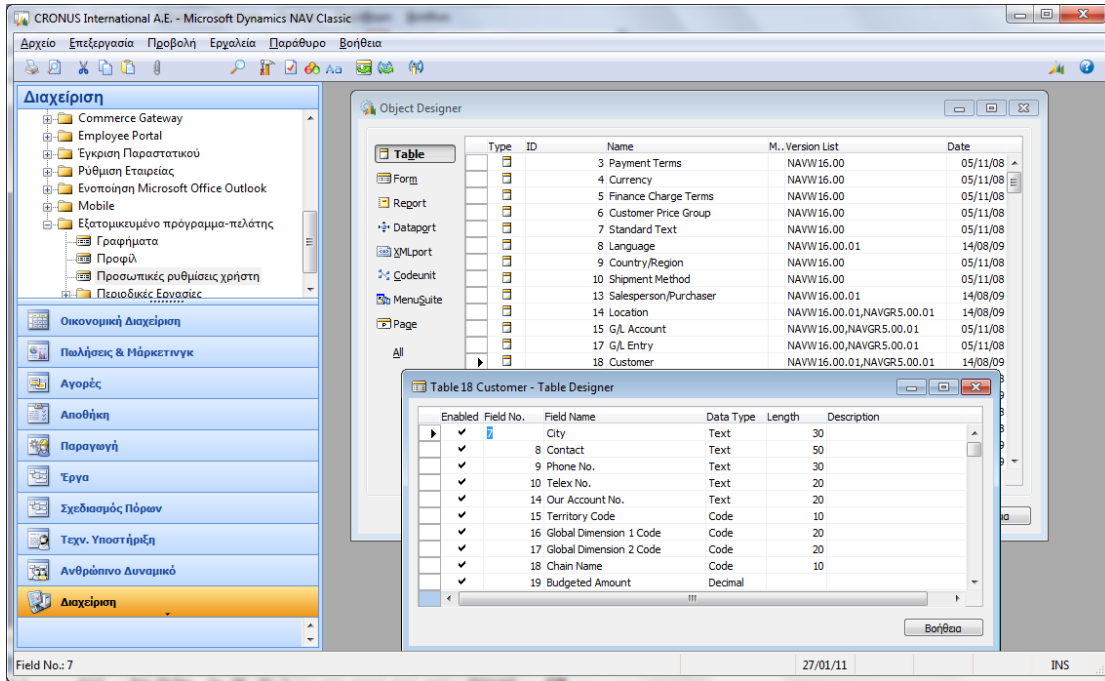 CRONUS International A.E. - Microsoft Dynamics NAV Classic
Αρχείο Επεξεργασία Προβολή Εργαλεία Παράθυρο Βοήθεια
Διαχείριση
Commerce Gateway
Employee Portal
Έγκριση Παραστατικού
Ρύθμιση Εταιρείας
Ενοποίηση Microsoft Office Outlook
Mobile
Εξατομικευμένο πρόγραμμα-πελάτης
Γραφήματα
Προφίλ
Προσωπικές ρυθμίσεις χρήστη
Περιοδικές Εργασίες
Οικονομική Διαχείριση
Πωλήσεις & Μάρκετινγκ
Αγορές
Αποθήκη
Παραγωγή
Έργα
Σχεδιασμός Πόρων
Τεχν. Υποστήριξη
Ανθρώπινο Δυναμικό
Διαχείριση
Object Designer
Table
Form
Report
Dataport
XMLport
Codeunit
MenuSuite
Page
All
Type ID Name M.. Version List Date
3 Payment Terms NAVW16.00 05/11/08
4 Currency NAVW16.00 05/11/08
5 Finance Charge Terms NAVW16.00 05/11/08
6 Customer Price Group NAVW16.00 05/11/08
7 Standard Text NAVW16.00 05/11/08
8 Language NAVW16.00.01 14/08/09
9 Country/Region NAVW16.00 05/11/08
10 Shipment Method NAVW16.00 05/11/08
13 Salesperson/Purchaser NAVW16.00.01 14/08/09
14 Location NAVW16.00.01,NAVGR5.00.01 14/08/09
15 G/L Account NAVW16.00,NAVGR5.00.01 05/11/08
17 G/L Entry NAVW16.00,NAVGR5.00.01 05/11/08
18 Customer NAVW16.00.01,NAVGR5.00.01 14/08/09
Table 18 Customer - Table Designer
Enabled Field No. Field Name Data Type Length Description
7 City Text 30
8 Contact Text 50
9 Phone No. Text 30
10 Telex No. Text 20
14 Our Account No. Text 20
15 Territory Code Code 10
16 Global Dimension 1 Code Code 20
17 Global Dimension 2 Code Code 20
18 Chain Name Code 10
19 Budgeted Amount Decimal
Βοήθεια
Field No.: 7 27/01/11 INS